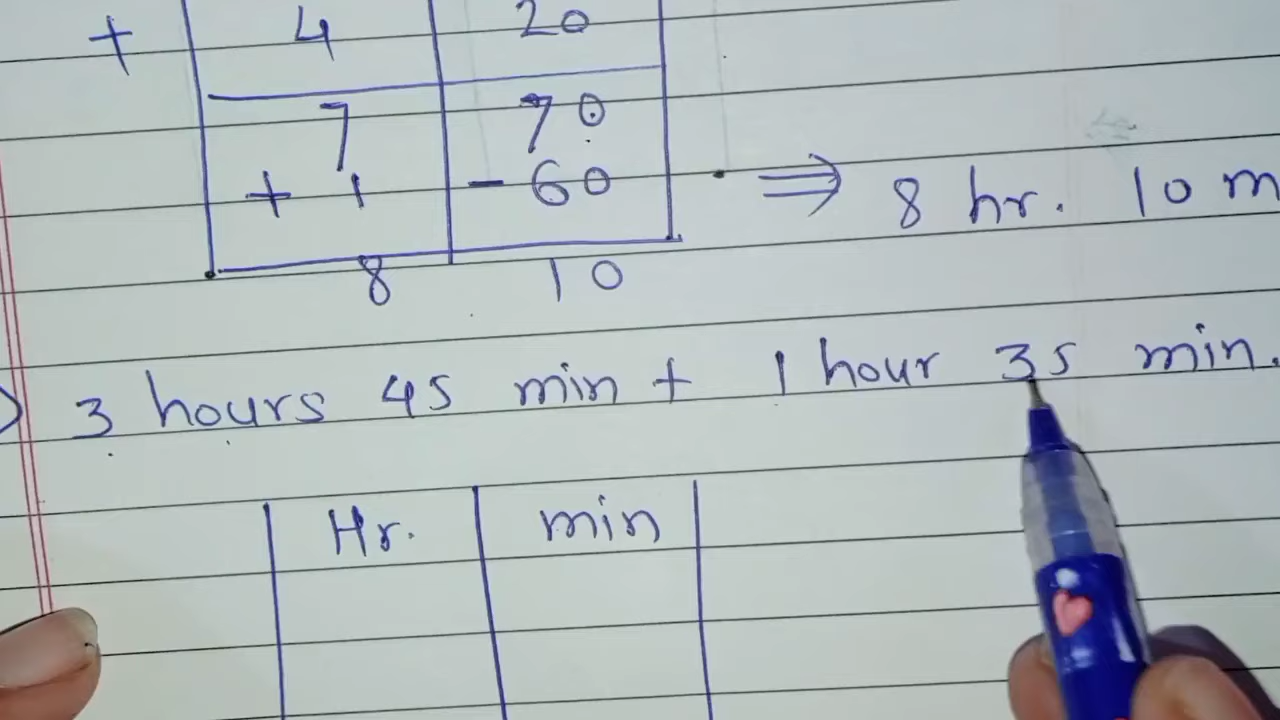 + 4 20
7 70
+ 1 - 60 ⇒ 8 hr. 10 m
8 10
3 hours 45 min + 1 hour 35 min.
Hr. min